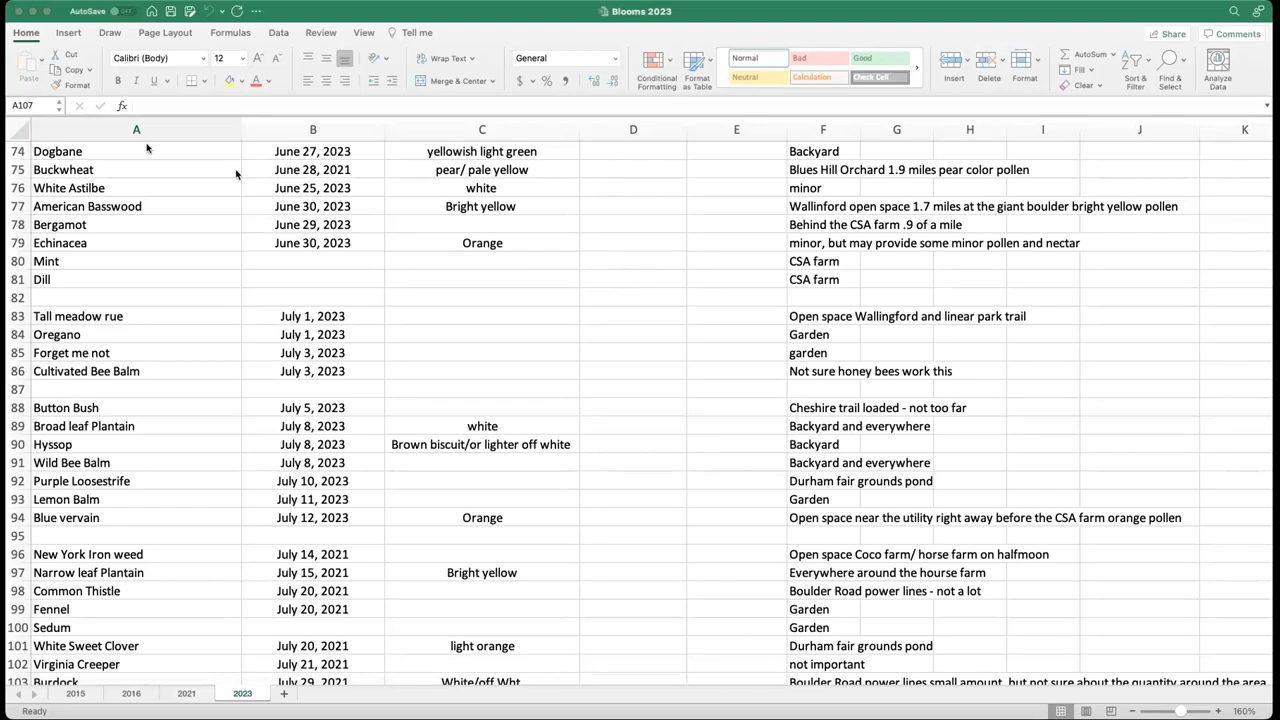 AutoSave OFF Blooms 2023
Home Insert Draw Page Layout Formulas Data Review View Tell me Share Comments
Paste Cut Copy Format Calibri (Body) 12 A A Wrap Text General Conditional Formatting Format as Table Normal Bad Good Insert Delete Format AutoSum Fill Clear Sort & Filter Find & Select Analyze Data
B I U A Merge & Center $ % Neutral Calculation Check Cell
A107 fx
A B C D E F G H I J K
74 Dogbane June 27, 2023 yellowish light green Backyard
75 Buckwheat June 28, 2021 pear/ pale yellow Blues Hill Orchard 1.9 miles pear color pollen
76 White Astilbe June 25, 2023 white minor
77 American Basswood June 30, 2023 Bright yellow Wallinford open space 1.7 miles at the giant boulder bright yellow pollen
78 Bergamot June 29, 2023 Behind the CSA farm .9 of a mile
79 Echinacea June 30, 2023 Orange minor, but may provide some minor pollen and nectar
80 Mint CSA farm
81 Dill CSA farm
82
83 Tall meadow rue July 1, 2023 Open space Wallingford and linear park trail
84 Oregano July 1, 2023 Garden
85 Forget me not July 3, 2023 garden
86 Cultivated Bee Balm July 3, 2023 Not sure honey bees work this
87
88 Button Bush July 5, 2023 Cheshire trail loaded - not too far
89 Broad leaf Plantain July 8, 2023 white Backyard and everywhere
90 Hyssop July 8, 2023 Brown biscuit/or lighter off white Backyard
91 Wild Bee Balm July 8, 2023 Backyard and everywhere
92 Purple Loosestrife July 10, 2023 Durham fair grounds pond
93 Lemon Balm July 11, 2023 Garden
94 Blue vervain July 12, 2023 Orange Open space near the utility right away before the CSA farm orange pollen
95
96 New York Iron weed July 14, 2021 Open space Coco farm/ horse farm on halfmoon
97 Narrow leaf Plantain July 15, 2021 Bright yellow Everywhere around the hourse farm
98 Common Thistle July 20, 2021 Boulder Road power lines - not a lot
99 Fennel July 20, 2021 Garden
100 Sedum Garden
101 White Sweet Clover July 20, 2021 light orange Durham fair grounds pond
102 Virginia Creeper July 21, 2021 not important
103 Burdock July 29, 2021 White/off Wht Boulder Road power lines small amount, but not sure about the quantity around the area
2015 2016 2021 2023 +
Ready 160%